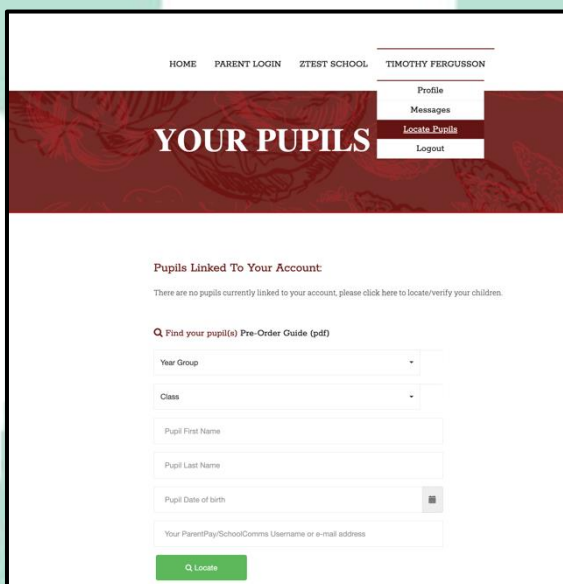 HOME PARENT LOGIN ZTEST SCHOOL TIMOTHY FERGUSSON
Profile
Messages
Locate Pupils
Logout
YOUR PUPILS
Pupils Linked To Your Account:
There are no pupils currently linked to your account, please click here to locate/verify your children.
Find your pupil(s) Pre-Order Guide (pdf)
Year Group
Class
Pupil First Name
Pupil Last Name
Pupil Date of birth
Your ParentPay/SchoolComms Username or e-mail address
Locate